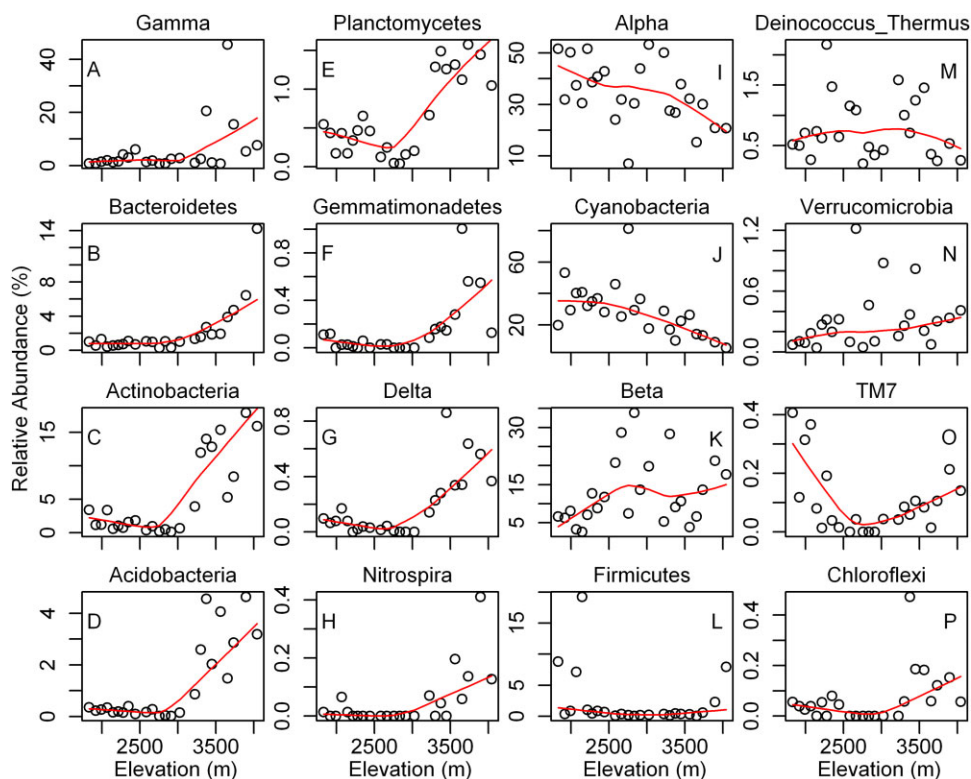 Gamma
Planctomycetes
Alpha
Deinococcus_Thermus
A
E
I
M
0
20
40
0.0
1.0
10
30
50
0.5
1.5
Bacteroidetes
Gemmatimonadetes
Cyanobacteria
Verrucomicrobia
B
F
J
N
0
4
8
14
0.0
0.4
0.8
20
60
0.0
0.6
1.2
Relative Abundance (%)
Actinobacteria
Delta
Beta
TM7
C
G
K
O
0
5
15
0.0
0.4
0.8
5
15
30
0.0
0.2
0.4
Acidobacteria
Nitrospira
Firmicutes
Chloroflexi
D
H
L
P
0
2
4
0.0
0.2
0.4
0
5
15
0.0
0.2
0.4
2500 3500
2500 3500
2500 3500
2500 3500
Elevation (m)
Elevation (m)
Elevation (m)
Elevation (m)